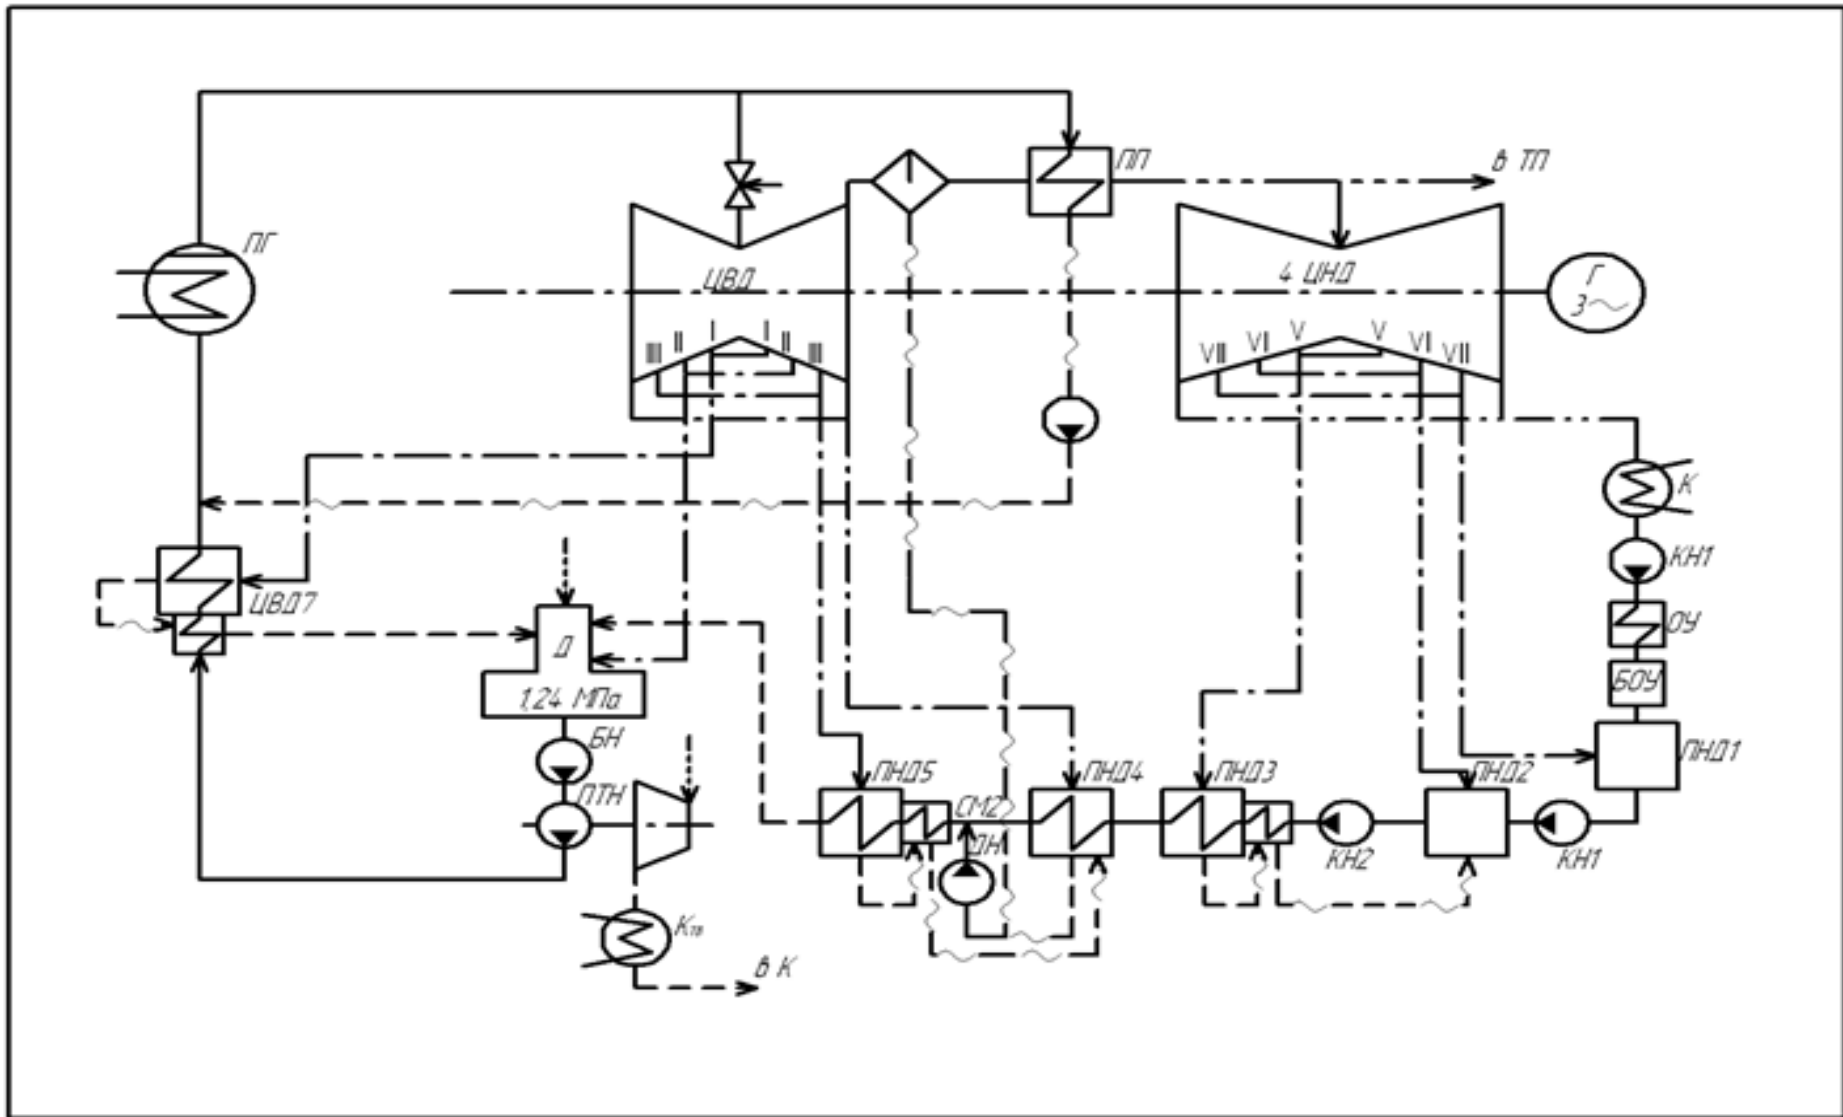 ПГ
ПП
в ТП
ЦВД
4 ЦНД
Г
3~
III II I I II III
VII VI V V VI VII
К
КН1
ОУ
БОУ
ПНД1
ЦВД7
Д
1,24 МПа
БН
ПТН
ПНД5
СМ2
ДН
ПНД4
ПНД3
КН2
ПНД2
КН1
Ктв
в К